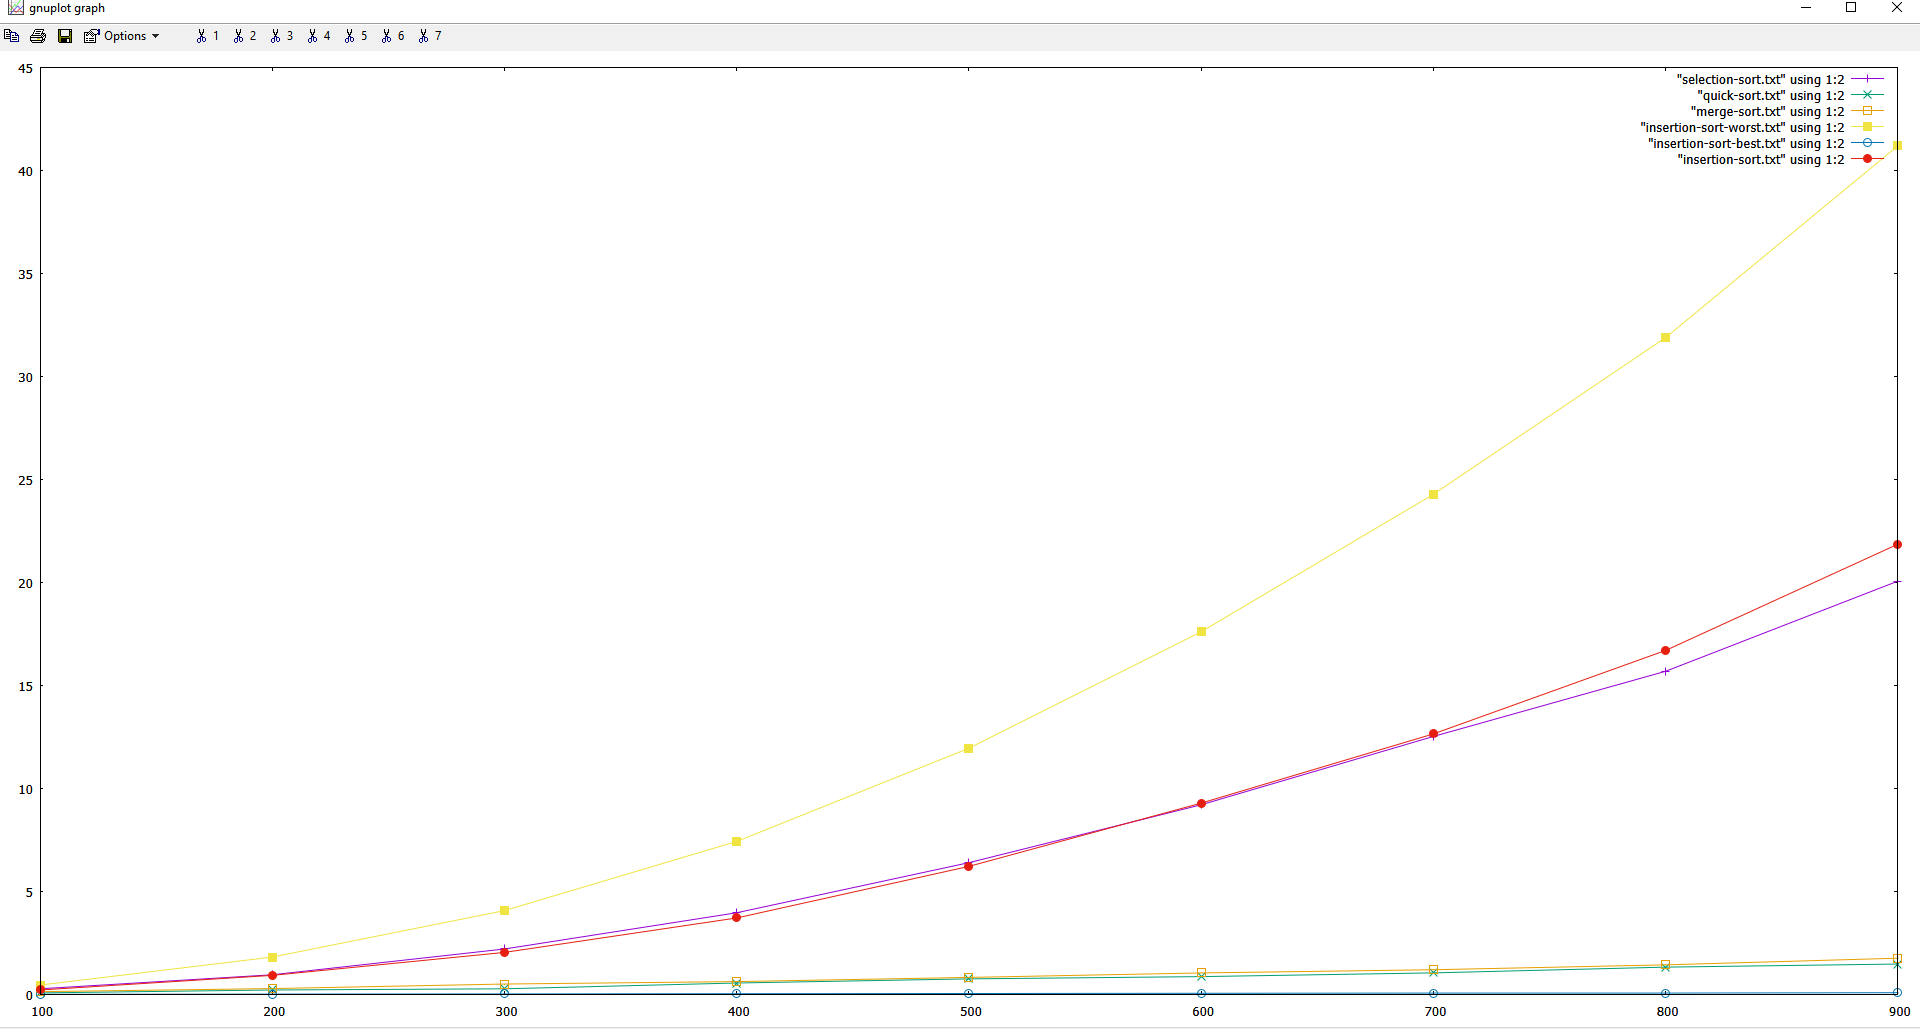 gnuplot graph
Options 1 2 3 4 5 6 7
45
"selection-sort.txt" using 1:2
"quick-sort.txt" using 1:2
"merge-sort.txt" using 1:2
"insertion-sort-worst.txt" using 1:2
"insertion-sort-best.txt" using 1:2
"insertion-sort.txt" using 1:2
40
35
30
25
20
15
10
5
0
100 200 300 400 500 600 700 800 900